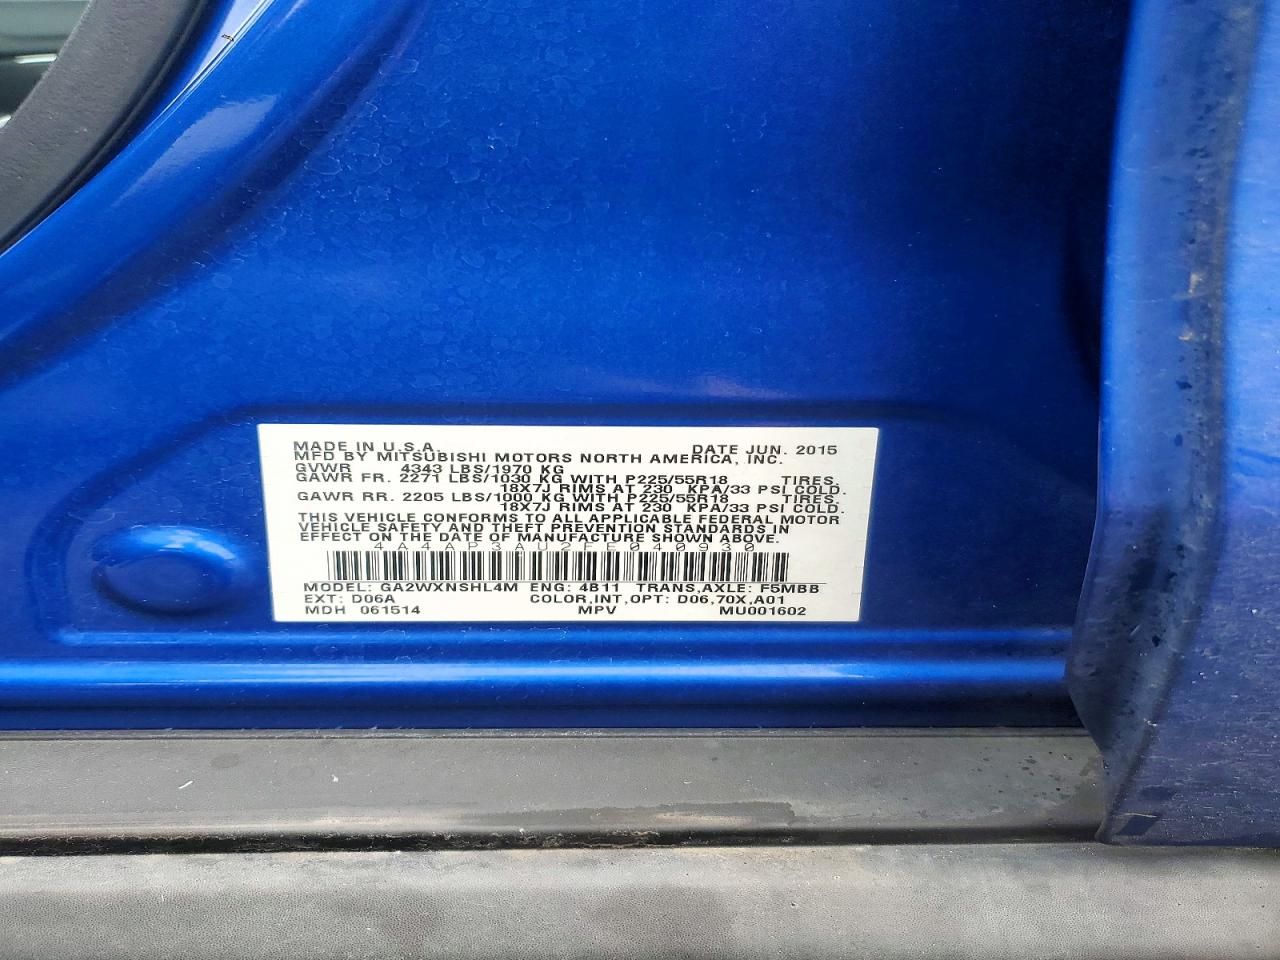 MADE IN U.S.A. DATE JUN. 2015
MFD BY MITSUBISHI MOTORS NORTH AMERICA, INC.
GVWR 4343 LBS/1970 KG
GAWR FR. 2271 LBS/1030 KG WITH P225/55R18 TIRES,
18X7J RIMS AT 230 KPA/33 PSI COLD.
GAWR RR. 2205 LBS/1000 KG WITH P225/55R18 TIRES,
18X7J RIMS AT 230 KPA/33 PSI COLD.
THIS VEHICLE CONFORMS TO ALL APPLICABLE FEDERAL MOTOR
VEHICLE SAFETY AND THEFT PREVENTION STANDARDS IN
EFFECT ON THE DATE OF MANUFACTURE SHOWN ABOVE.
4A4AP3AU2FE040930
MODEL: GA2WXNSHL4M ENG: 4B11 TRANS,AXLE: F5MBB
EXT: D06A COLOR,INT,OPT: D06,70X,A01
MDH 061514 MPV MU001602